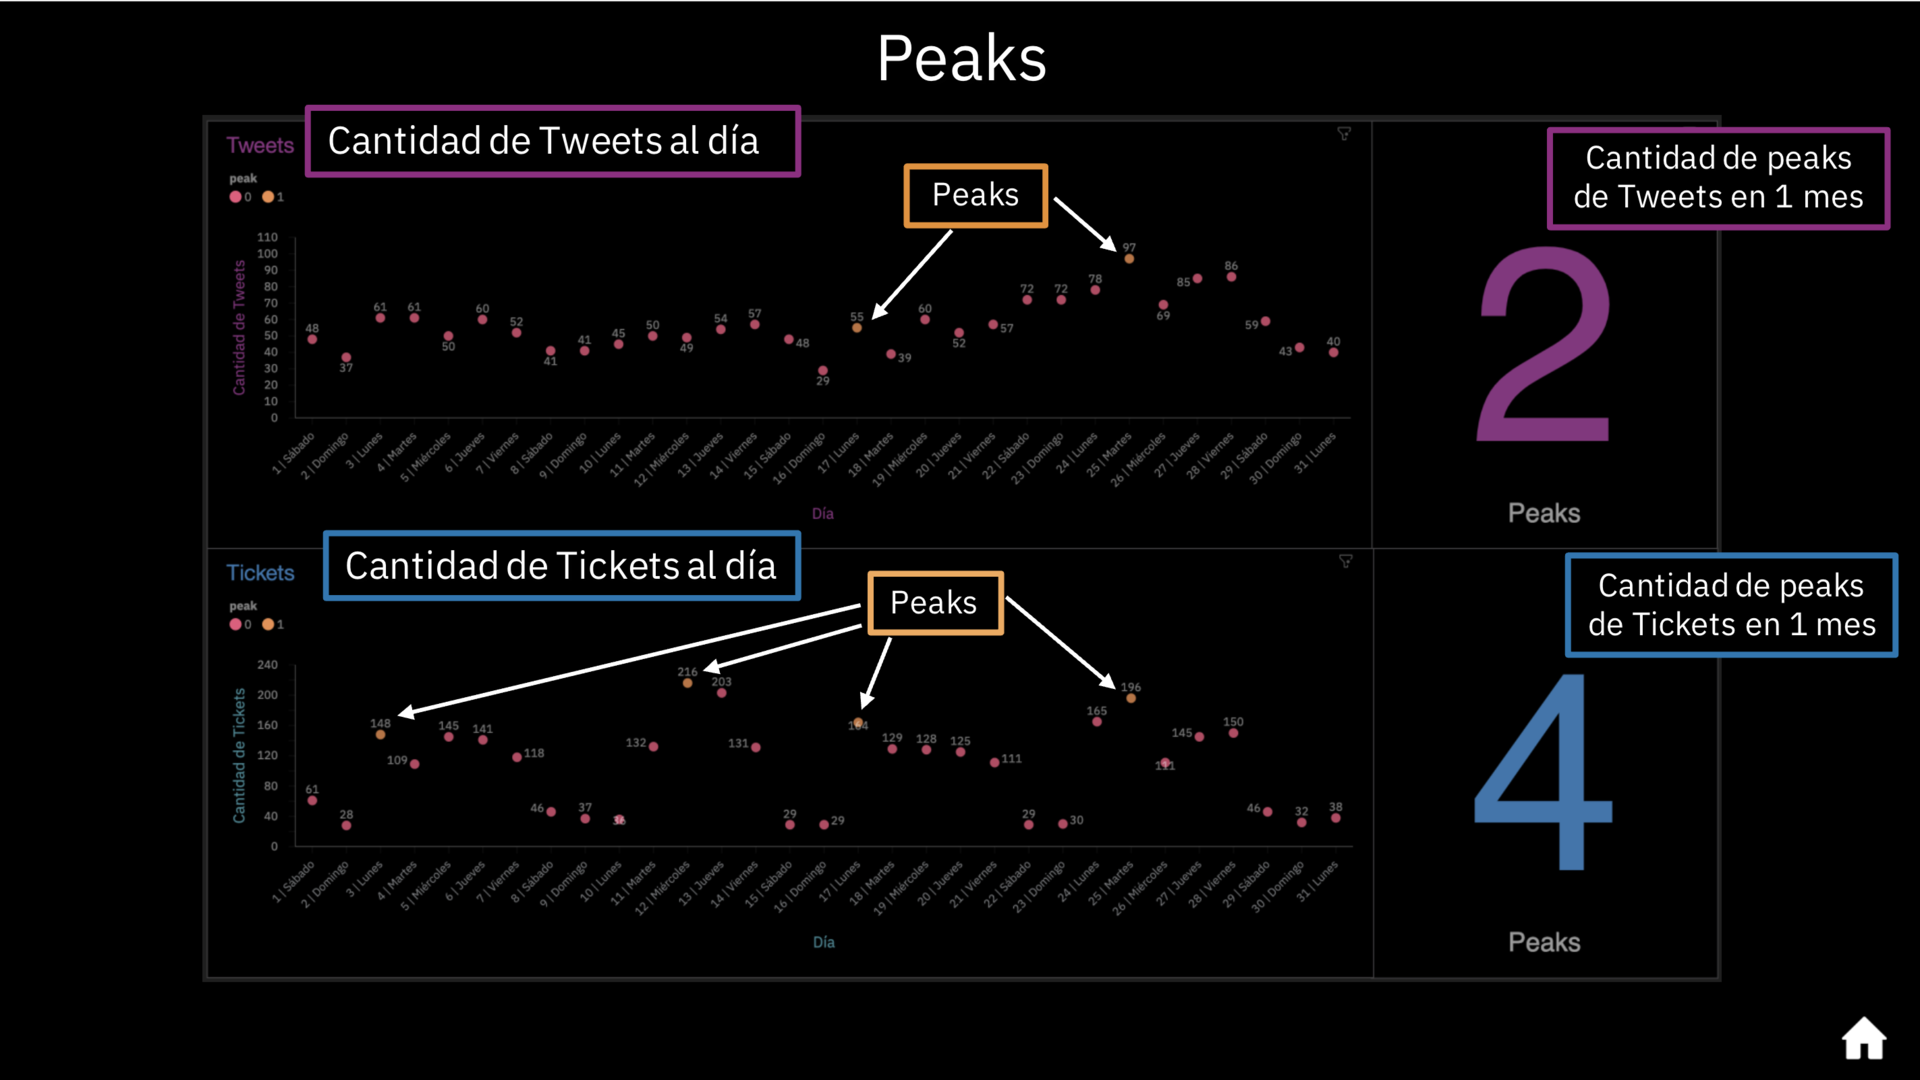 Peaks
Tweets
Cantidad de Tweets al día
peak
0 1
Peaks
Cantidad de Tweets
110
100
90
80
70
60
50
40
30
20
10
0
48 37 61 61 50 60 52 41 41 45 50 49 54 57 48 29 55 39 60 52 57 72 72 78 97 69 85 86 59 43 40
1 | Sábado
2 | Domingo
3 | Lunes
4 | Martes
5 | Miércoles
6 | Jueves
7 | Viernes
8 | Sábado
9 | Domingo
10 | Lunes
11 | Martes
12 | Miércoles
13 | Jueves
14 | Viernes
15 | Sábado
16 | Domingo
17 | Lunes
18 | Martes
19 | Miércoles
20 | Jueves
21 | Viernes
22 | Sábado
23 | Domingo
24 | Lunes
25 | Martes
26 | Miércoles
27 | Jueves
28 | Viernes
29 | Sábado
30 | Domingo
31 | Lunes
Día
Cantidad de peaks
de Tweets en 1 mes
2
Peaks
Tickets
Cantidad de Tickets al día
peak
0 1
Peaks
Cantidad de Tickets
240
200
160
120
80
40
0
61 28 148 109 145 141 118 46 37 36 132 216 203 131 29 29 164 129 128 125 111 29 30 165 196 111 145 150 46 32 38
1 | Sábado
2 | Domingo
3 | Lunes
4 | Martes
5 | Miércoles
6 | Jueves
7 | Viernes
8 | Sábado
9 | Domingo
10 | Lunes
11 | Martes
12 | Miércoles
13 | Jueves
14 | Viernes
15 | Sábado
16 | Domingo
17 | Lunes
18 | Martes
19 | Miércoles
20 | Jueves
21 | Viernes
22 | Sábado
23 | Domingo
24 | Lunes
25 | Martes
26 | Miércoles
27 | Jueves
28 | Viernes
29 | Sábado
30 | Domingo
31 | Lunes
Día
Cantidad de peaks
de Tickets en 1 mes
4
Peaks